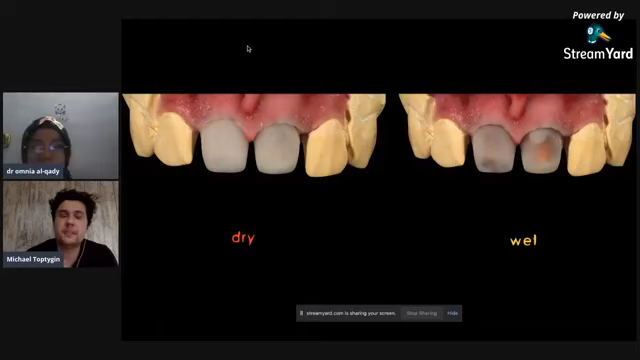 Powered by
StreamYard
dr omnia al-qady
Michael Toptygin
dry
wet
streamyard.com is sharing your screen.
Stop Sharing
Hide